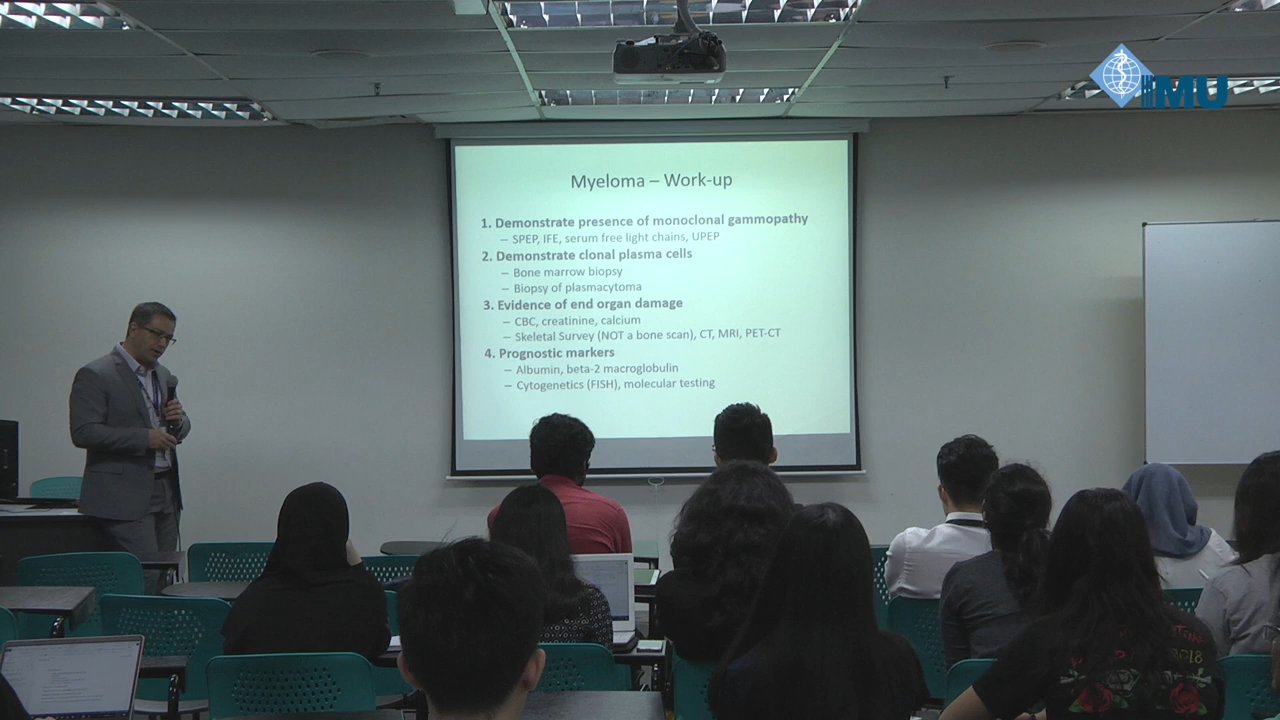 IMU
Myeloma – Work-up
1. Demonstrate presence of monoclonal gammopathy
– SPEP, IFE, serum free light chains, UPEP
2. Demonstrate clonal plasma cells
– Bone marrow biopsy
– Biopsy of plasmacytoma
3. Evidence of end organ damage
– CBC, creatinine, calcium
– Skeletal Survey (NOT a bone scan), CT, MRI, PET-CT
4. Prognostic markers
– Albumin, beta-2 macroglobulin
– Cytogenetics (FISH), molecular testing